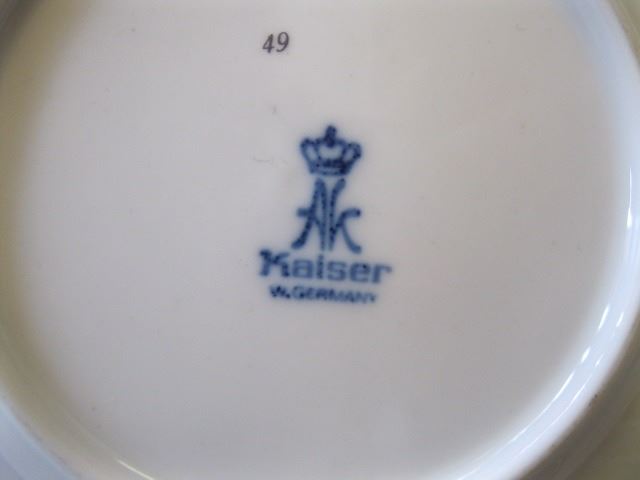 49
AK
Kaiser
W.GERMANY